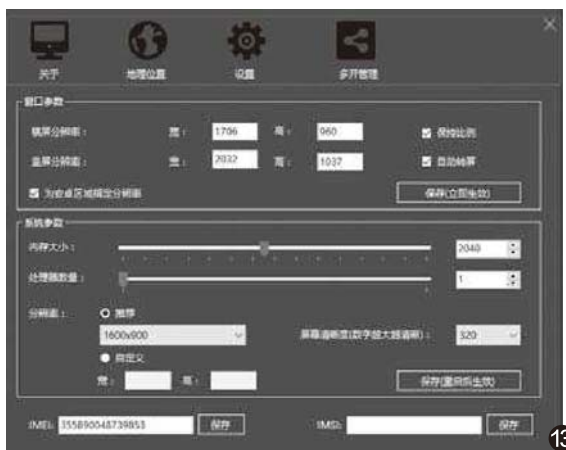 关于 地理位置 设置 多开管理
窗口参数
横屏分辨率： 宽： 1706 高： 960 保持比例
竖屏分辨率： 宽： 2032 高： 1037 自动转屏
为安卓区域指定分辨率 保存(立即生效)
系统参数
内存大小： 2048
处理器数量： 1
分辨率： 推荐
1600x900 屏幕清晰度(数字越大越清晰)： 320
自定义
宽： 高： 保存(重启后生效)
IMEI: 355890048739853 保存 IMSI: 保存
13